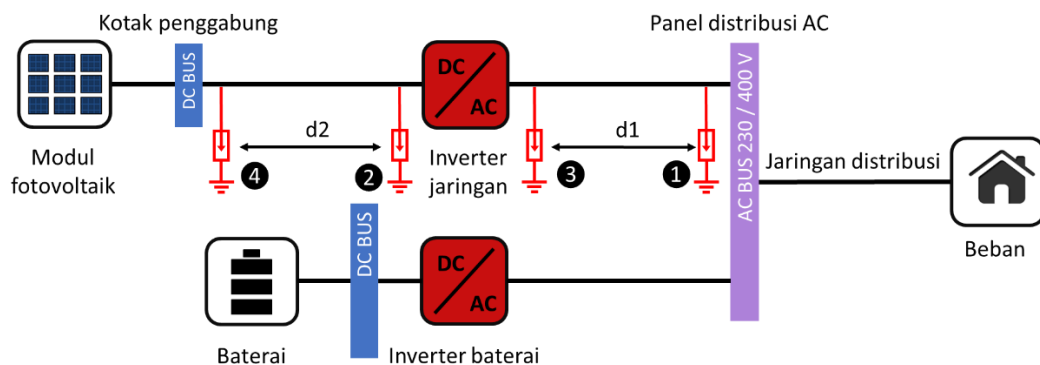 Kotak penggabung
Panel distribusi AC
DC BUS
DC
AC
AC BUS 230 / 400 V
d2
d1
4
2
3
1
Modul
fotovoltaik
Inverter
jaringan
Jaringan distribusi
Beban
DC BUS
DC
AC
Baterai
Inverter baterai